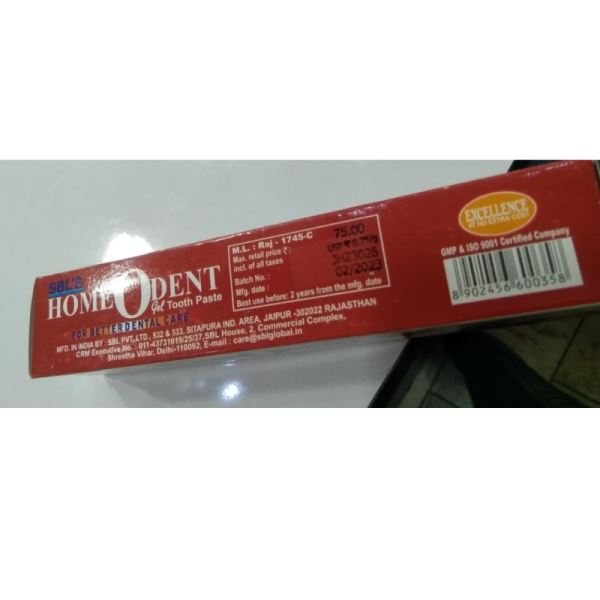 SBL'S
HOMEODENT
Gel Tooth Paste
FOR BETTER DENTAL CARE
MFD. IN INDIA BY: SBL PVT. LTD., 532 & 533, SITAPURA IND. AREA, JAIPUR -302022 RAJASTHAN
CRM Executive No. : 011-43731019/25/37, SBL House, 2, Commercial Complex,
Shrestha Vihar, Delhi-110092, E-mail : care@sblglobal.in
M.L. : Raj - 1745-C
Max. retail price ₹ : 75.00
incl. of all taxes USP ₹ 0.75/g
Batch No. : JH23026
Mfg. date : 02/2023
Best use before: 2 years from the mfg. date
EXCELLENCE
AT NO EXTRA COST
GMP & ISO 9001 Certified Company
8 902456 600358